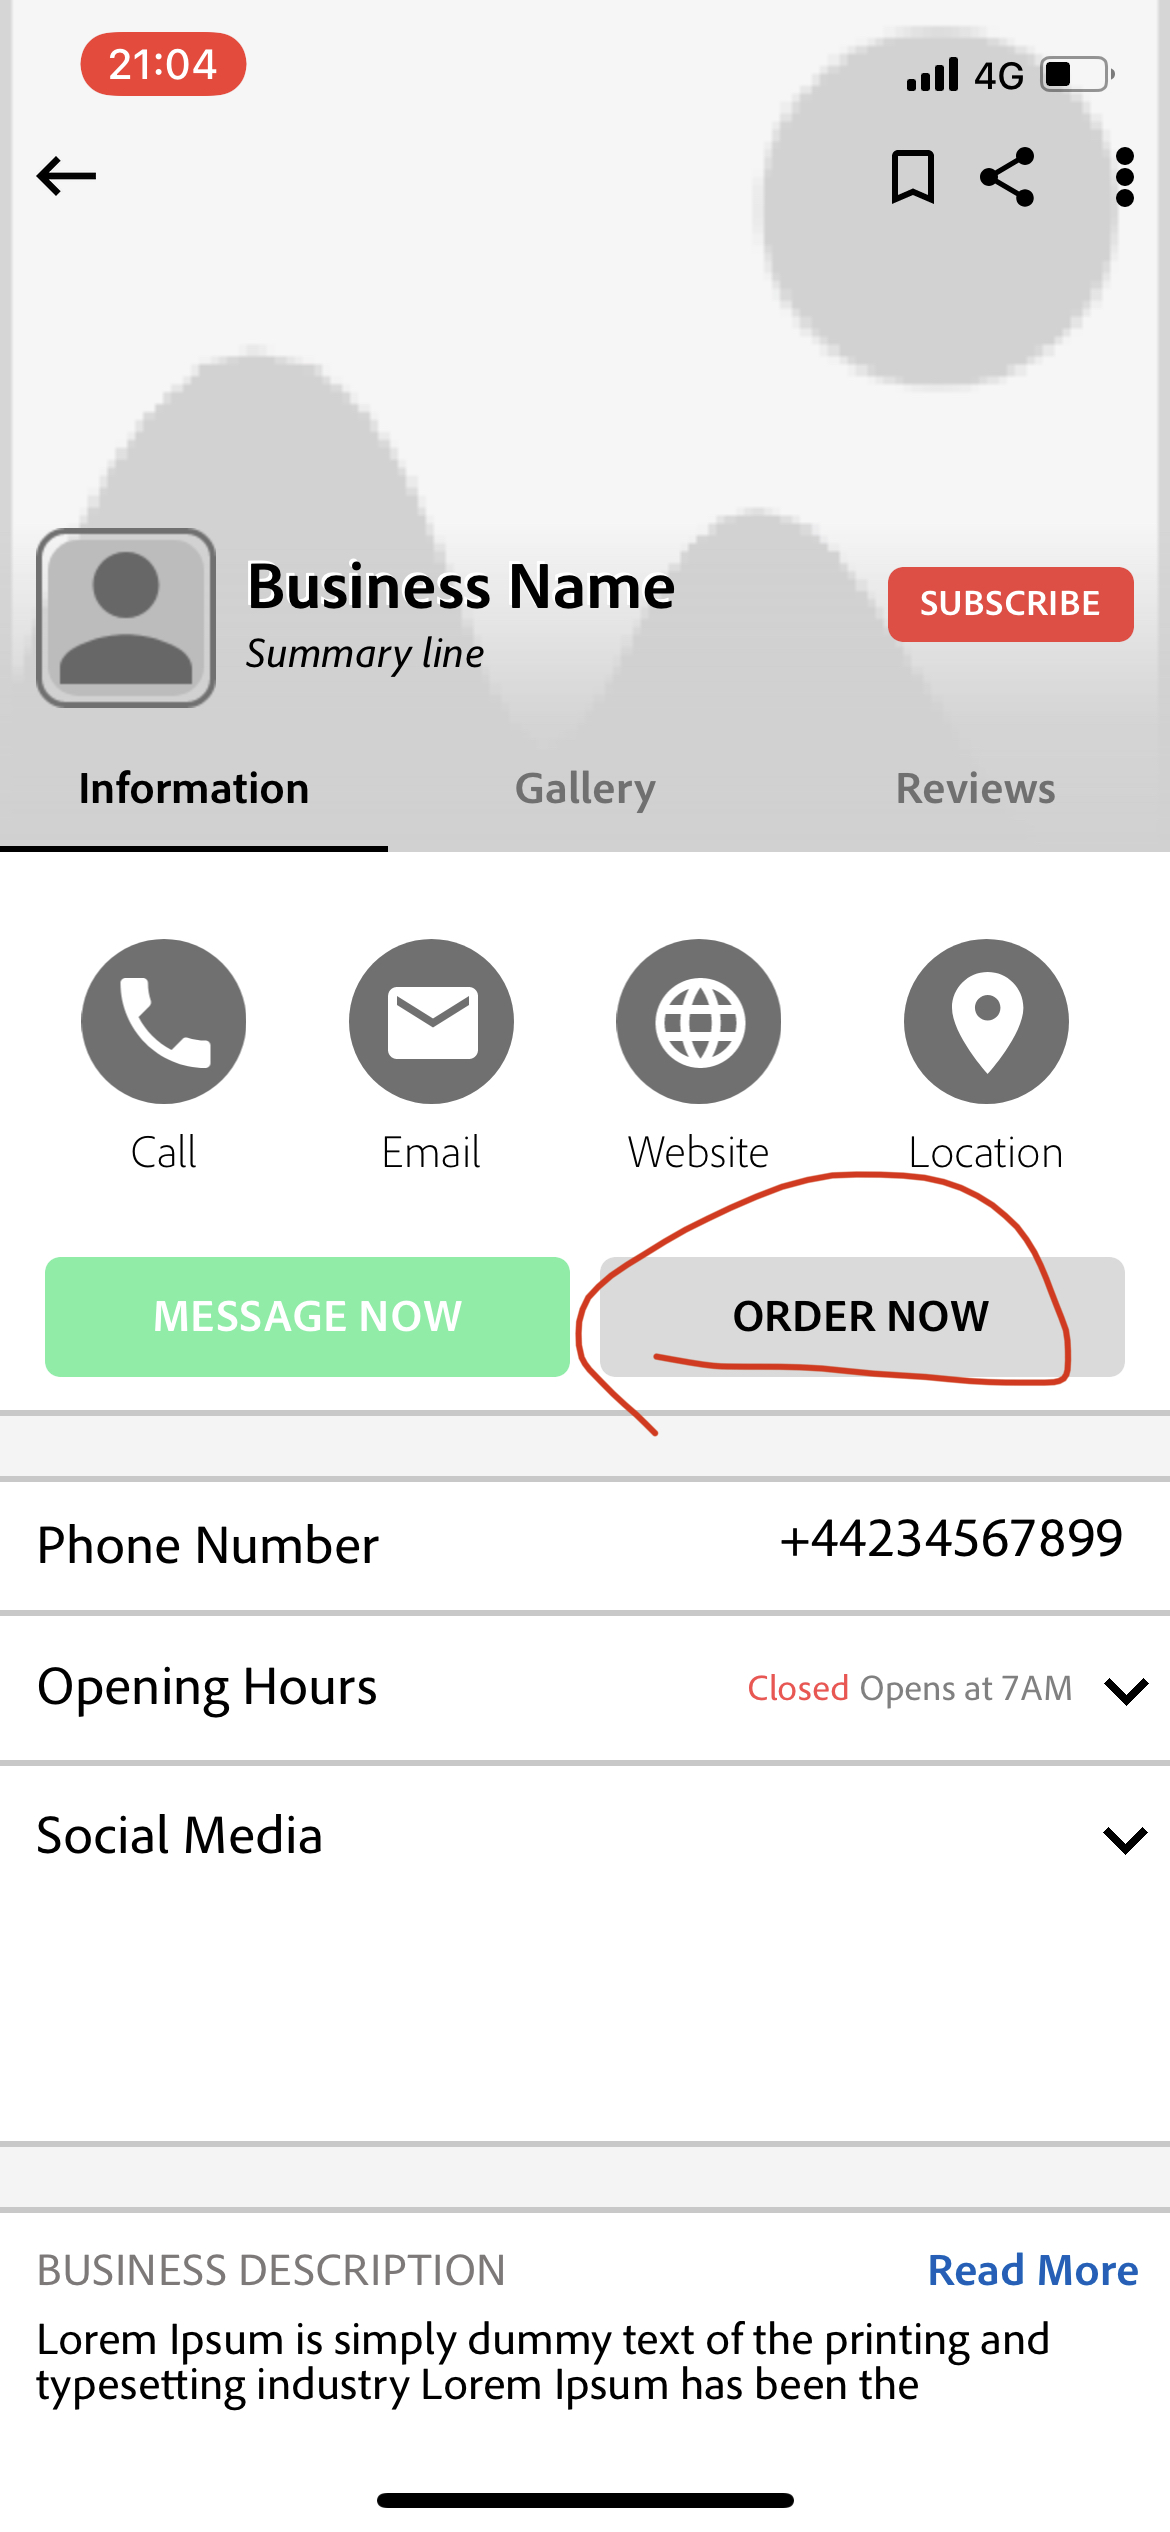 21:04 4G
Business Name
Summary line
SUBSCRIBE
Information Gallery Reviews
Call Email Website Location
MESSAGE NOW ORDER NOW
Phone Number +44234567899
Opening Hours Closed Opens at 7AM
Social Media
BUSINESS DESCRIPTION Read More
Lorem Ipsum is simply dummy text of the printing and
typesetting industry Lorem Ipsum has been the